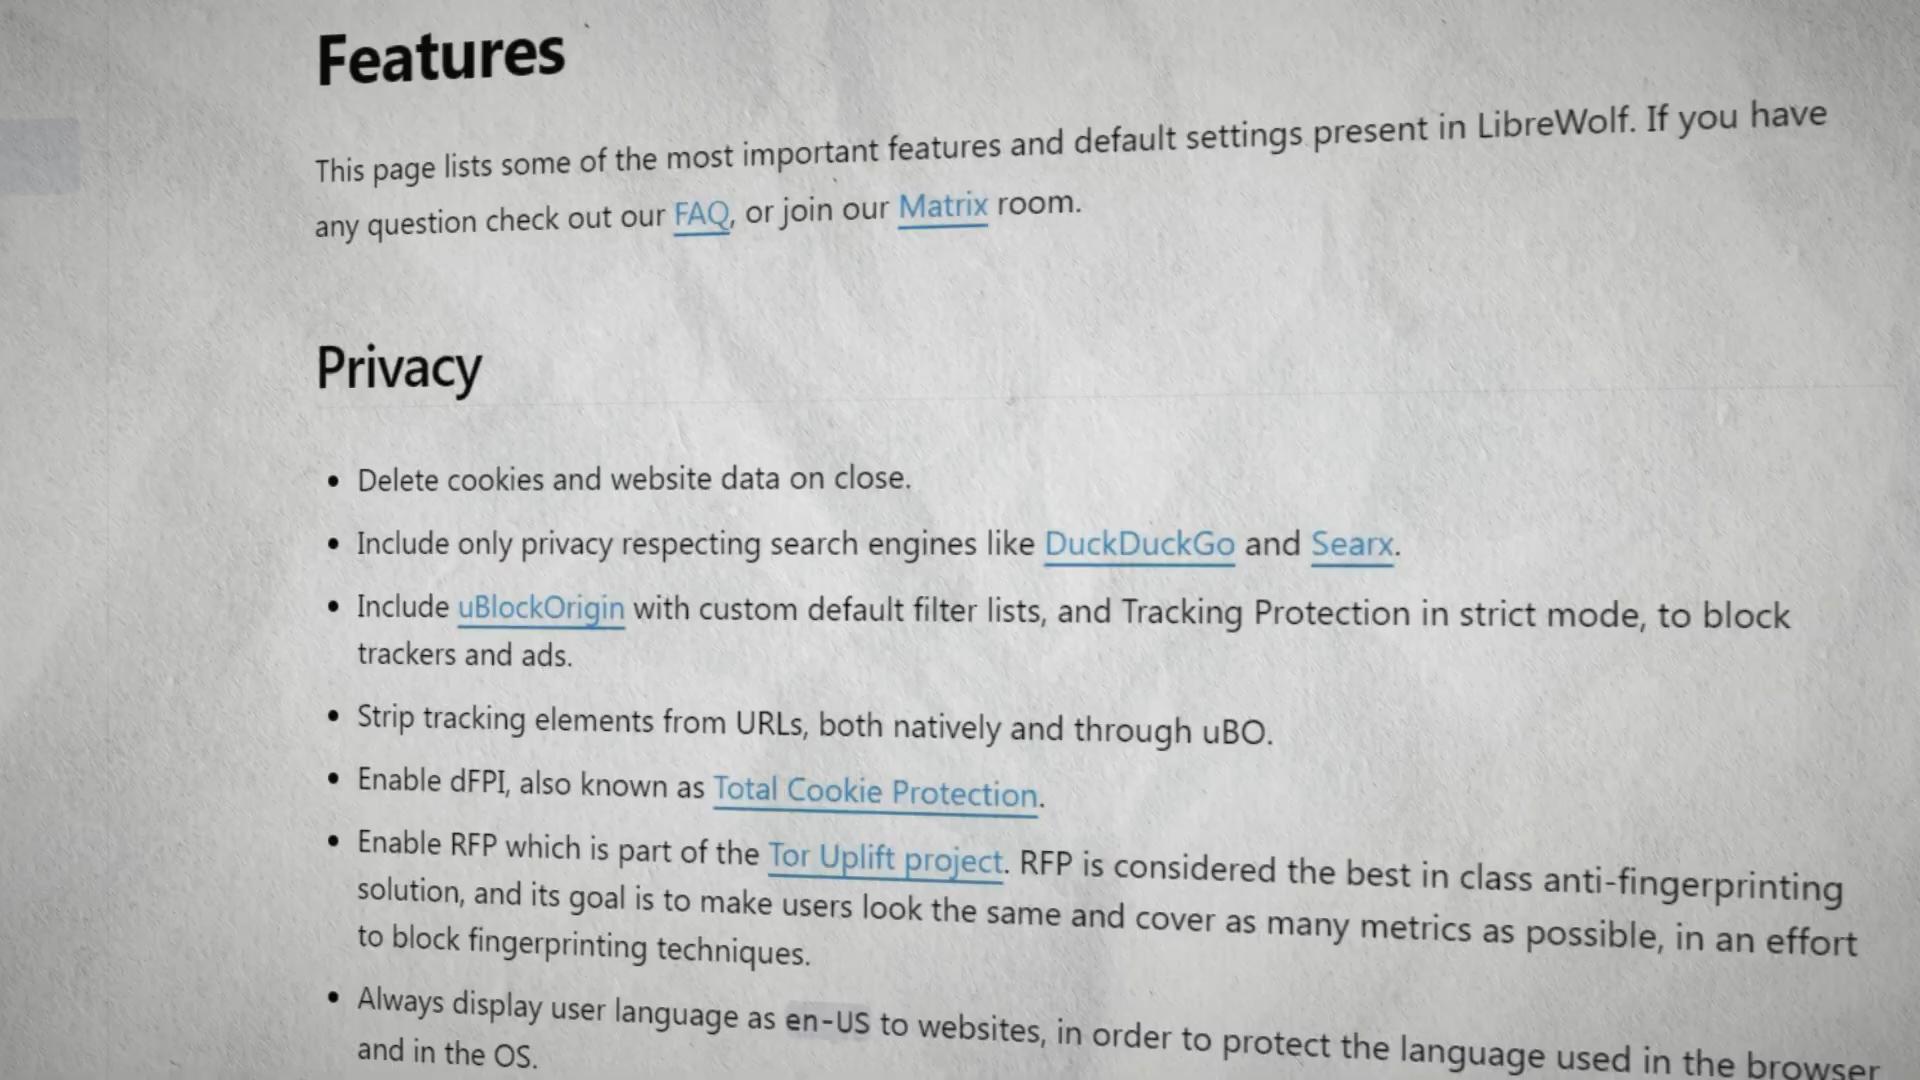 Features
This page lists some of the most important features and default settings present in LibreWolf. If you have
any question check out our FAQ, or join our Matrix room.
Privacy
• Delete cookies and website data on close.
• Include only privacy respecting search engines like DuckDuckGo and Searx.
• Include uBlockOrigin with custom default filter lists, and Tracking Protection in strict mode, to block
trackers and ads.
• Strip tracking elements from URLs, both natively and through uBO.
• Enable dFPI, also known as Total Cookie Protection.
• Enable RFP which is part of the Tor Uplift project. RFP is considered the best in class anti-fingerprinting
solution, and its goal is to make users look the same and cover as many metrics as possible, in an effort
to block fingerprinting techniques.
• Always display user language as en-US to websites, in order to protect the language used in the browser
and in the OS.